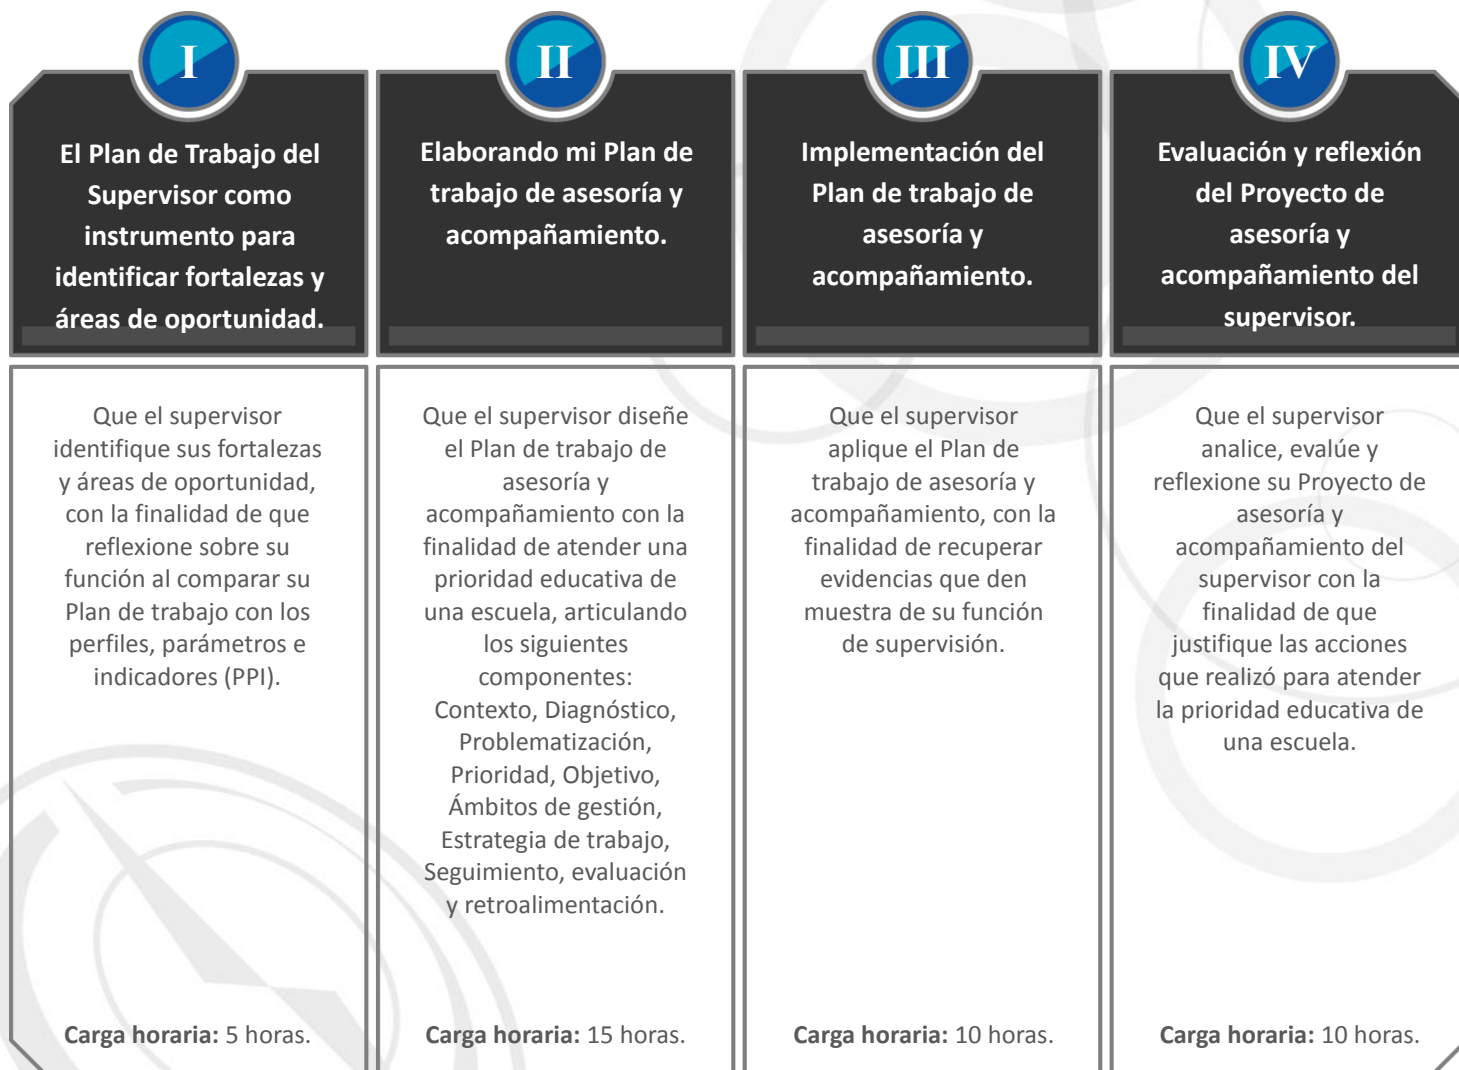 I
El Plan de Trabajo del
Supervisor como
instrumento para
identificar fortalezas y
áreas de oportunidad.
Que el supervisor
identifique sus fortalezas
y áreas de oportunidad,
con la finalidad de que
reflexione sobre su
función al comparar su
Plan de trabajo con los
perfiles, parámetros e
indicadores (PPI).
Carga horaria: 5 horas.
II
Elaborando mi Plan de
trabajo de asesoría y
acompañamiento.
Que el supervisor diseñe
el Plan de trabajo de
asesoría y
acompañamiento con la
finalidad de atender una
prioridad educativa de
una escuela, articulando
los siguientes
componentes:
Contexto, Diagnóstico,
Problematización,
Prioridad, Objetivo,
Ámbitos de gestión,
Estrategia de trabajo,
Seguimiento, evaluación
y retroalimentación.
Carga horaria: 15 horas.
III
Implementación del
Plan de trabajo de
asesoría y
acompañamiento.
Que el supervisor
aplique el Plan de
trabajo de asesoría y
acompañamiento, con la
finalidad de recuperar
evidencias que den
muestra de su función
de supervisión.
Carga horaria: 10 horas.
IV
Evaluación y reflexión
del Proyecto de
asesoría y
acompañamiento del
supervisor.
Que el supervisor
analice, evalúe y
reflexione su Proyecto de
asesoría y
acompañamiento del
supervisor con la
finalidad de que
justifique las acciones
que realizó para atender
la prioridad educativa de
una escuela.
Carga horaria: 10 horas.